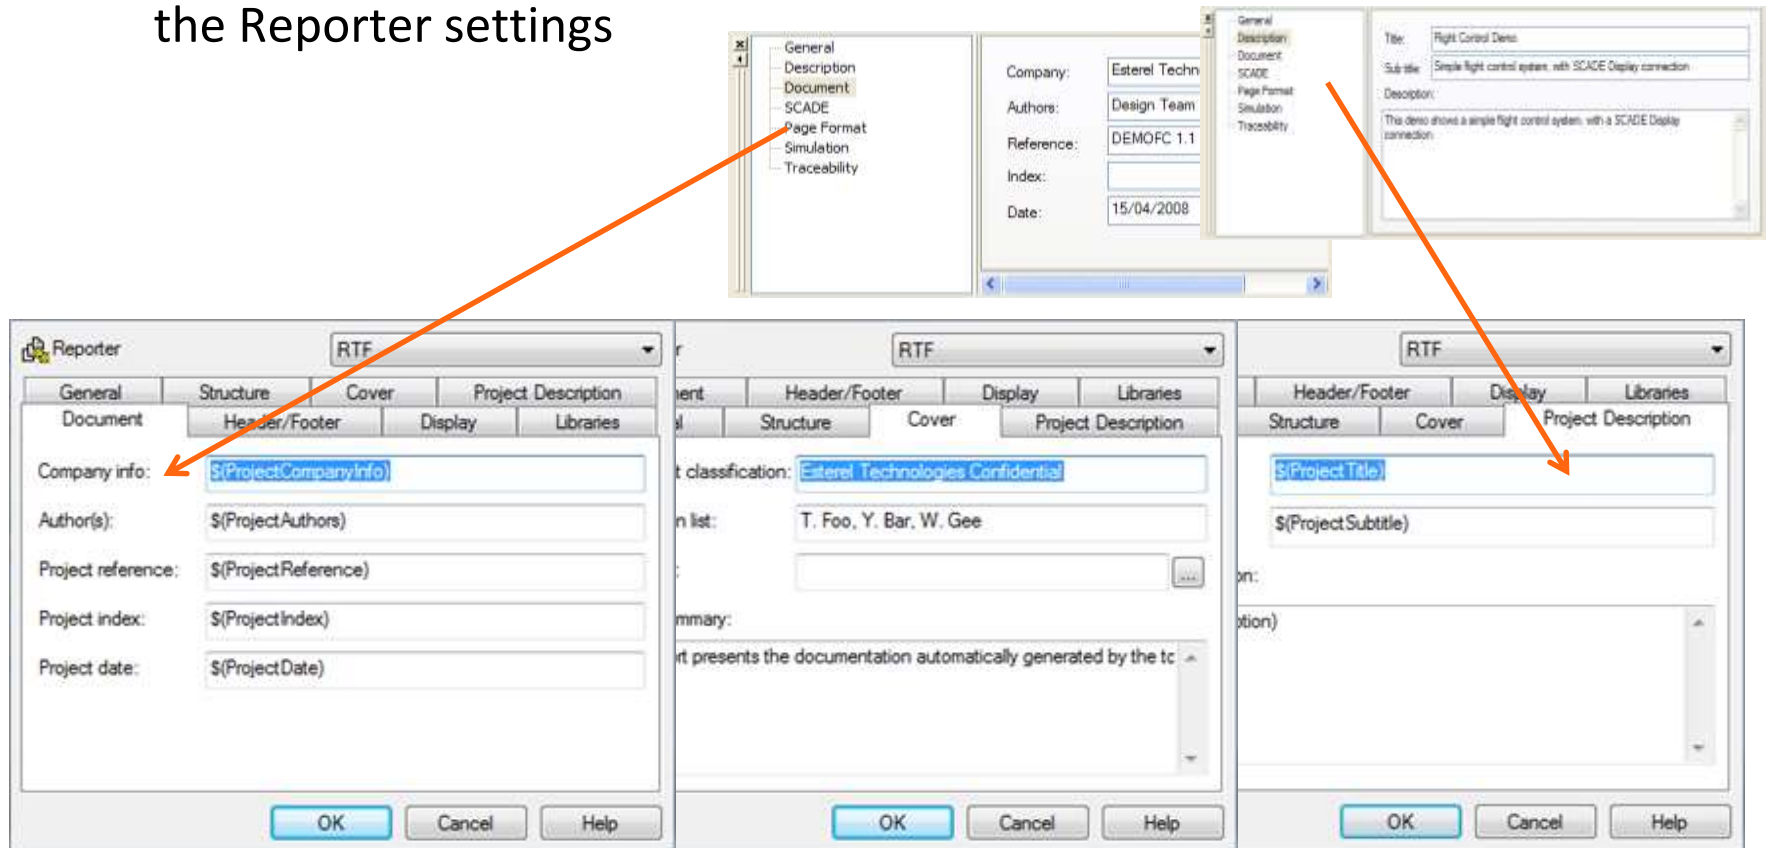 the Reporter settings
General
Description
Document
SCADE
Page Format
Simulation
Traceability
Company: Esterel Techn
Authors: Design Team
Reference: DEMOFC 1.1
Index:
Date: 15/04/2008
General
Description
Document
SCADE
Page Format
Simulation
Traceability
Title: Flight Control Demo
Sub title: Simple flight control system, with SCADE Display connection
Description:
This demo shows a simple flight control system, with a SCADE Display
connection
Reporter RTF
General Structure Cover Project Description
Document Header/Footer Display Libraries
Company info: $(ProjectCompanyInfo)
Author(s): $(ProjectAuthors)
Project reference: $(ProjectReference)
Project index: $(ProjectIndex)
Project date: $(ProjectDate)
OK Cancel Help
r RTF
nent Header/Footer Display Libraries
al Structure Cover Project Description
t classification: Esterel Technologies Confidential
n list: T. Foo, Y. Bar, W. Gee
: ...
mmary:
rt presents the documentation automatically generated by the tc
OK Cancel Help
RTF
Header/Footer Display Libraries
Structure Cover Project Description
$(ProjectTitle)
$(ProjectSubtitle)
on:
ption)
OK Cancel Help